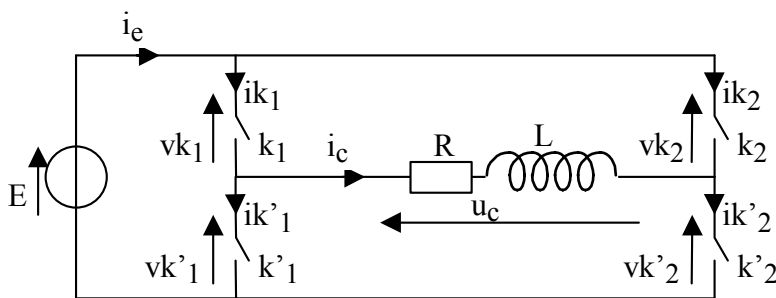 i_e
ik_1
ik_2
vk_1
k_1
i_c
R
L
vk_2
k_2
E
u_c
ik'_1
ik'_2
vk'_1
k'_1
vk'_2
k'_2